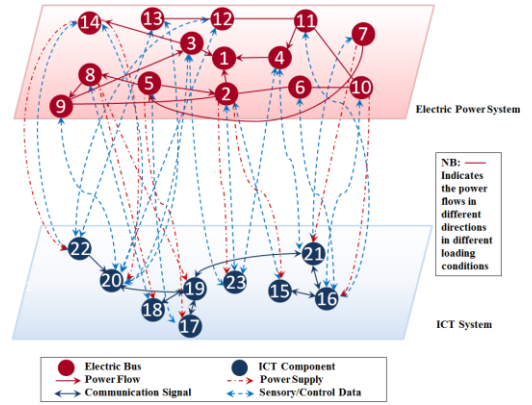 14
13
12
11
7
3
1
4
8
5
2
6
10
9
Electric Power System
NB:
Indicates
the power
flows in
different
directions
in different
loading
conditions
22
21
20
19
23
15
16
18
17
ICT System
Electric Bus
ICT Component
Power Flow
Power Supply
Communication Signal
Sensory/Control Data